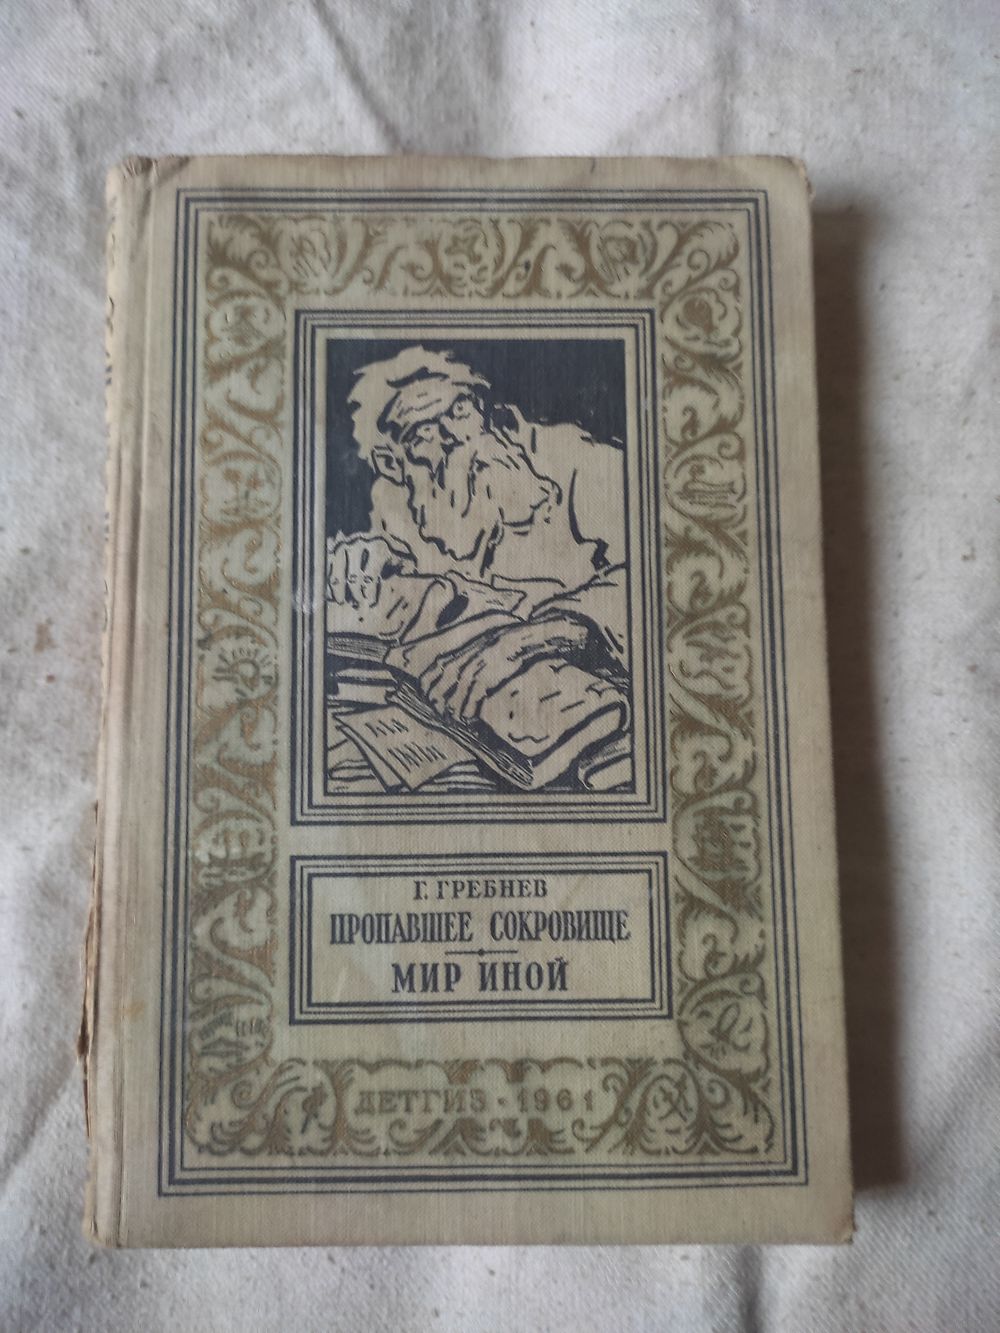 Г. ГРЕБНЕВ
ПРОПАВШЕЕ СОКРОВИЩЕ
МИР ИНОЙ
ДЕТГИЗ · 1961